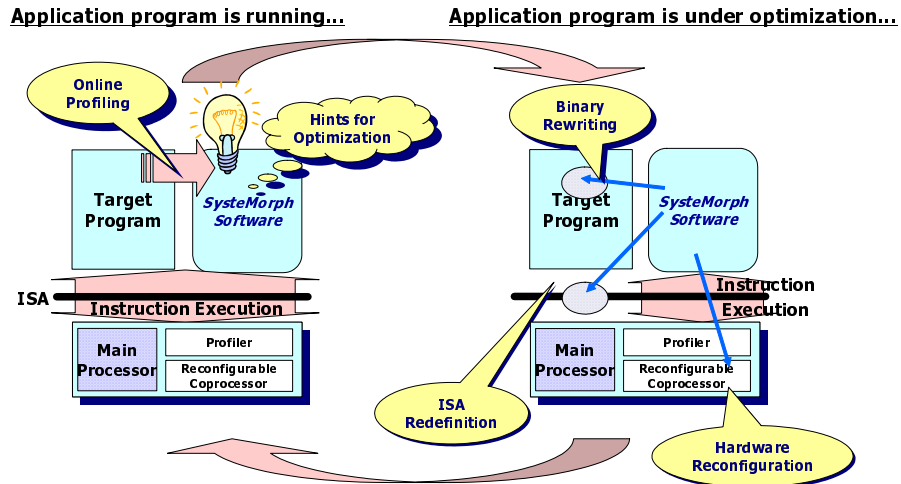 Application program is running...
Application program is under optimization...
Online
Profiling
Hints for
Optimization
Target
Program
SysteMorph
Software
ISA
Instruction Execution
Main
Processor
Profiler
Reconfigurable
Coprocessor
Binary
Rewriting
Target
Program
SysteMorph
Software
Instruction
Execution
Main
Processor
Profiler
Reconfigurable
Coprocessor
ISA
Redefinition
Hardware
Reconfiguration